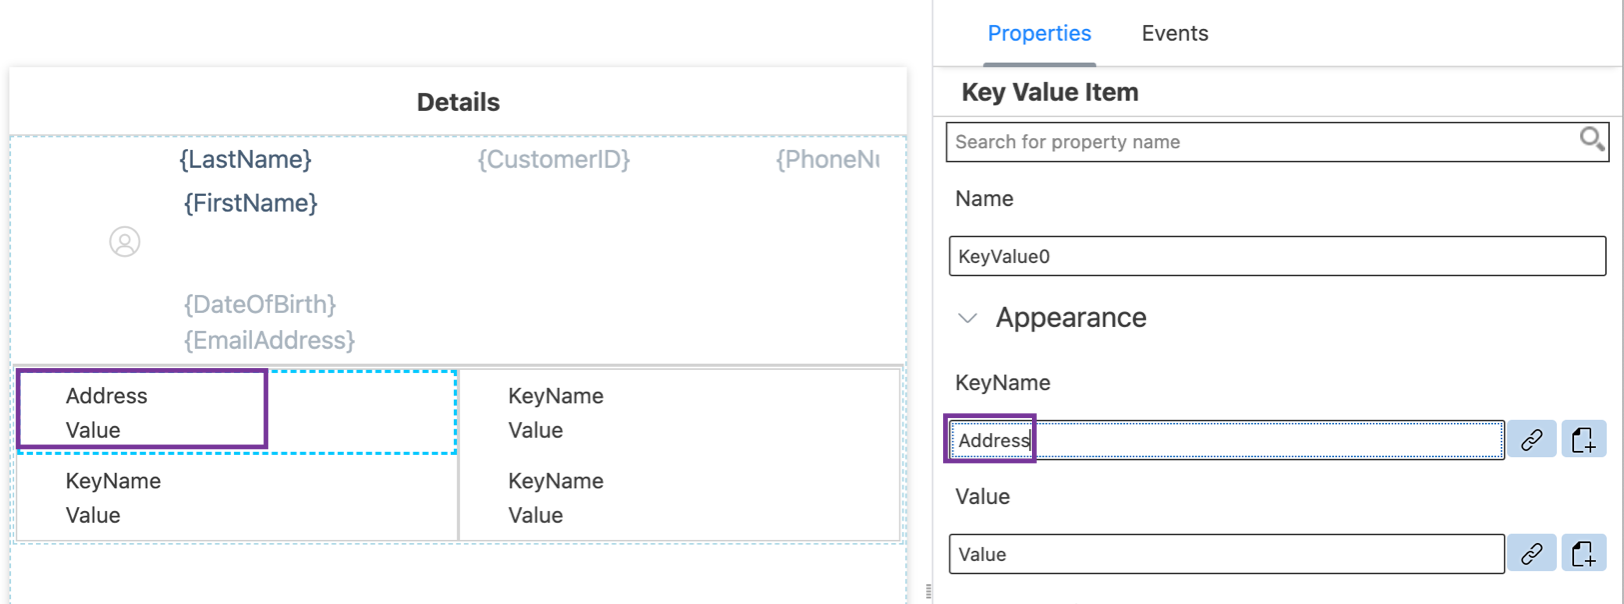 Details
{LastName} {CustomerID} {PhoneNu
{FirstName}
{DateOfBirth}
{EmailAddress}
Address KeyName
Value Value
KeyName KeyName
Value Value
Properties Events
Key Value Item
Search for property name
Name
KeyValue0
Appearance
KeyName
Address
Value
Value